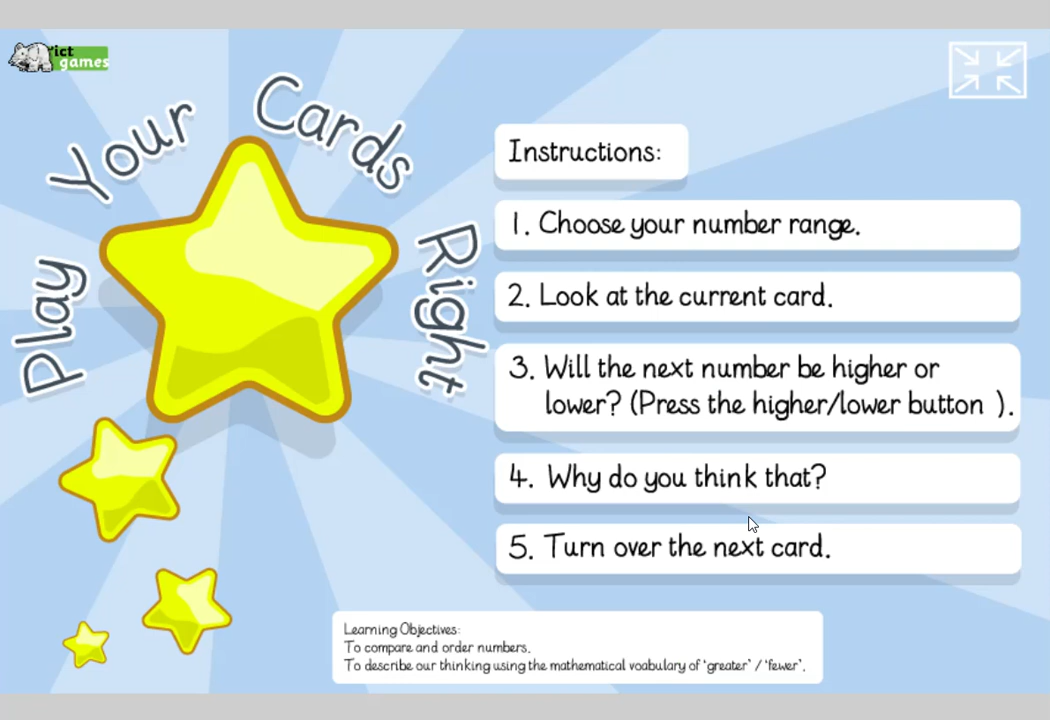 ict
games
Play Your Cards Right
Instructions:
1. Choose your number range.
2. Look at the current card.
3. Will the next number be higher or
lower? (Press the higher/lower button ).
4. Why do you think that?
5. Turn over the next card.
Learning Objectives:
To compare and order numbers.
To describe our thinking using the mathematical voabulary of 'greater' / 'fewer'.